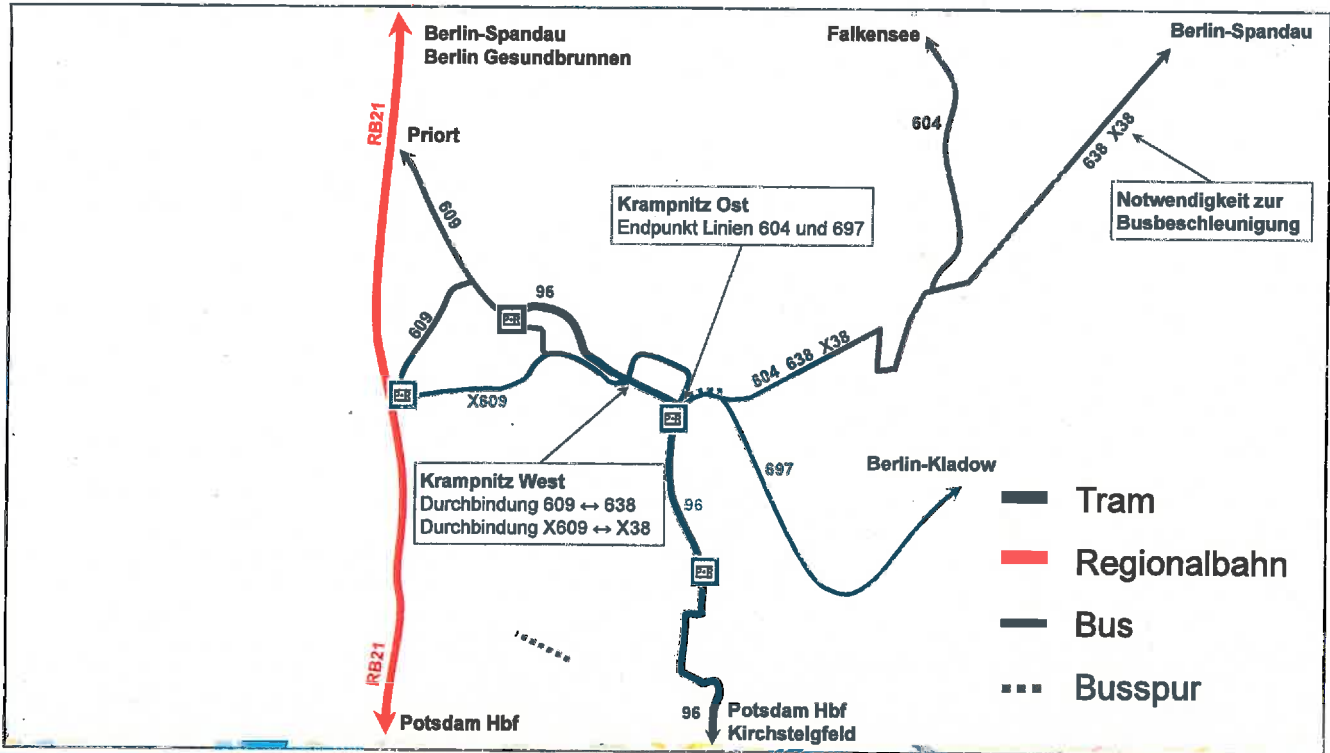 Berlin-Spandau
Berlin Gesundbrunnen
Falkensee
Berlin-Spandau
RB21
Priort
604
638 X38
609
Krampnitz Ost
Endpunkt Linien 604 und 697
Notwendigkeit zur
Busbeschleunigung
96
609
P+R
604 638 X38
P+R
X609
P+R
Krampnitz West
Durchbindung 609 ↔ 638
Durchbindung X609 ↔ X38
697
Berlin-Kladow
96
Tram
P+R
Regionalbahn
Bus
RB21
Busspur
Potsdam Hbf
96
Potsdam Hbf
Kirchsteigfeld